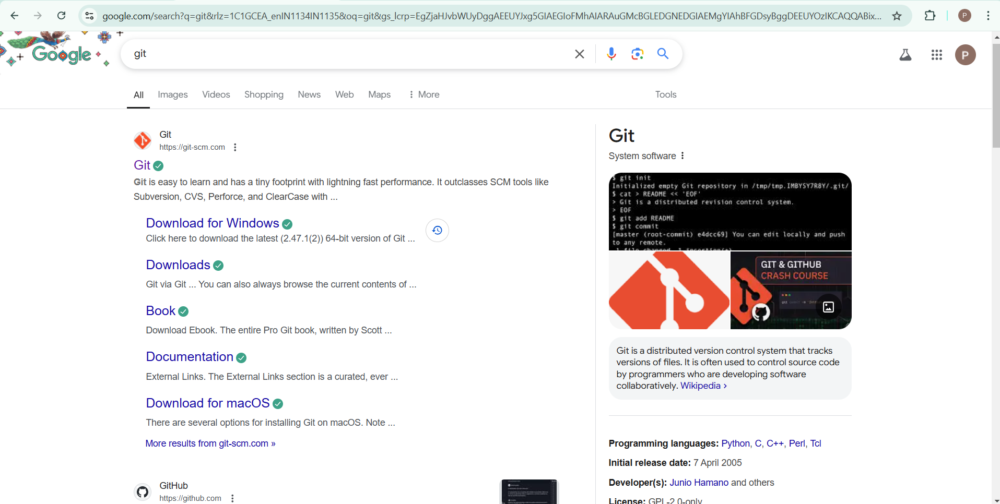 google.com/search?q=git&rlz=1C1GCEA_enIN1134IN1135&oq=git&gs_lcrp=EgZjaHJvbWUyDggAEEUYJxg5GIAEGIoFMhAIARAuGMcBGLEDGNEDGIAEMgYIAhBFGDsyBggDEEUYOzIKCAQQABix...
P
Google
git
P
All
Images
Videos
Shopping
News
Web
Maps
More
Tools
Git
https://git-scm.com
Git
Git is easy to learn and has a tiny footprint with lightning fast performance. It outclasses SCM tools like
Subversion, CVS, Perforce, and ClearCase with ...
Download for Windows
Click here to download the latest (2.47.1(2)) 64-bit version of Git ...
Downloads
Git via Git ... You can also always browse the current contents of ...
Book
Download Ebook. The entire Pro Git book, written by Scott ...
Documentation
External Links. The External Links section is a curated, ever ...
Download for macOS
There are several options for installing Git on macOS. Note ...
More results from git-scm.com »
GitHub
https://github.com
Git
System software
$ git init
Initialized empty Git repository in /tmp/tmp.IMBYSY7R8Y/.git/
$ cat > README << 'EOF'
> Git is a distributed revision control system.
> EOF
$ git add README
$ git commit
[master (root-commit) e4dcc69] You can edit locally and push
to any remote.
1 file changed, 1 insertion(+)
GIT & GITHUB
CRASH COURSE
Git is a distributed version control system that tracks
versions of files. It is often used to control source code
by programmers who are developing software
collaboratively. Wikipedia ›
Programming languages: Python, C, C++, Perl, Tcl
Initial release date: 7 April 2005
Developer(s): Junio Hamano and others
License: GPL-2.0-only